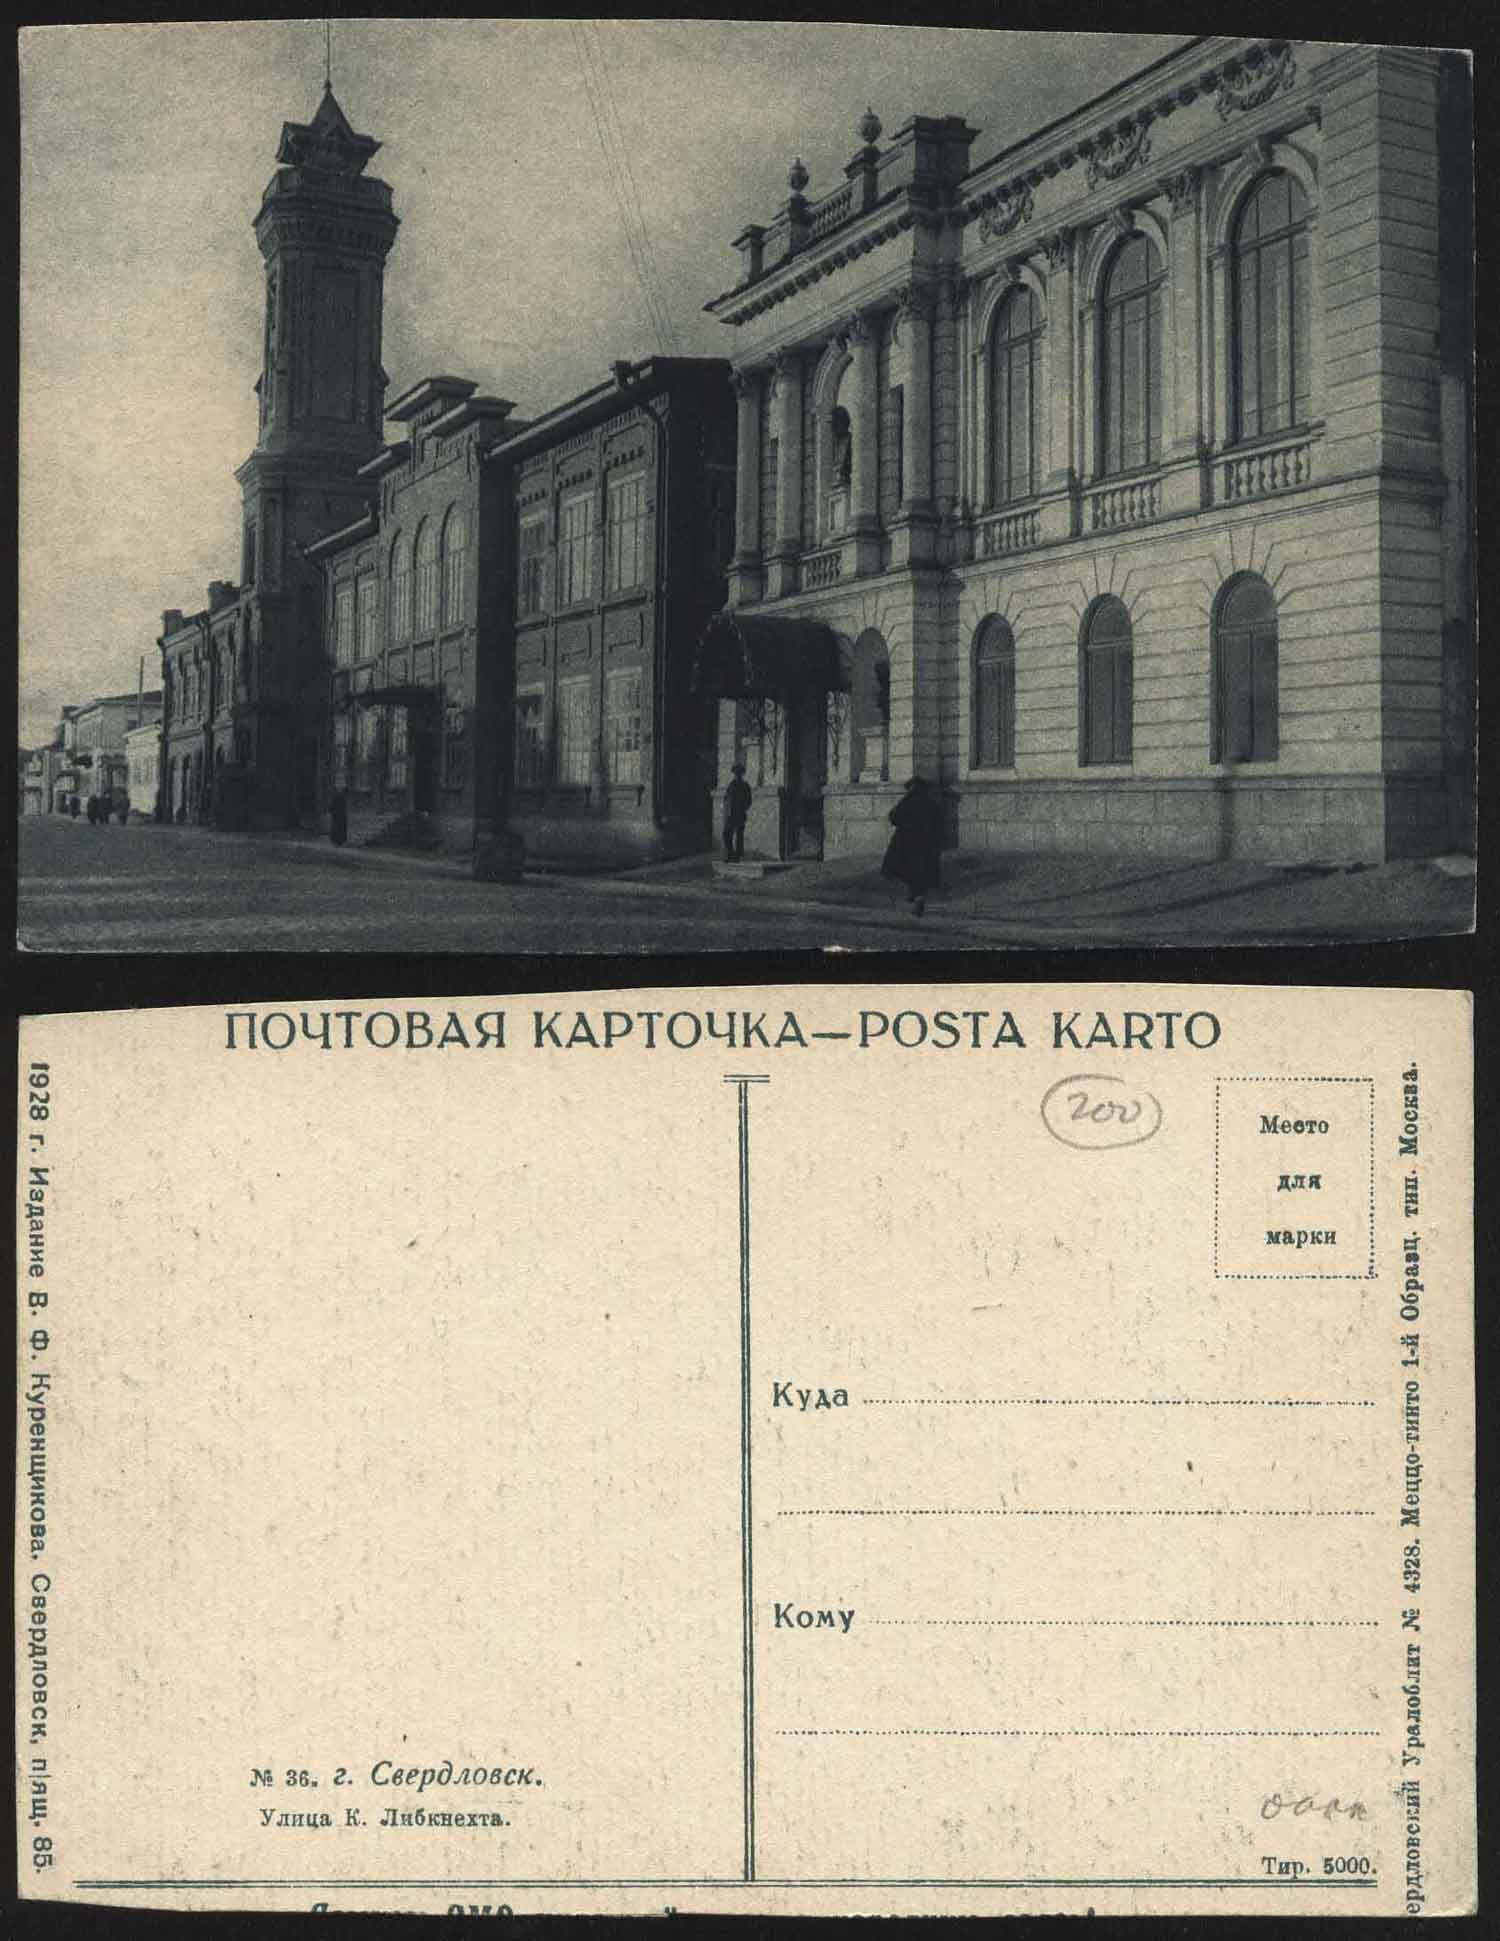 ПОЧТОВАЯ КАРТОЧКА—POSTA KARTO
1928 г. Издание В. Ф. Куренщикова. Свердловск, п|ящ. 85.
200
Место
для
марки
Куда
Кому
№ 36. г. Свердловск.
Улица К. Либкнехта.
Тир. 5000.
ердловский Уралоблит № 4328. Меццо-тинто 1-й Образц. тип. Москва.